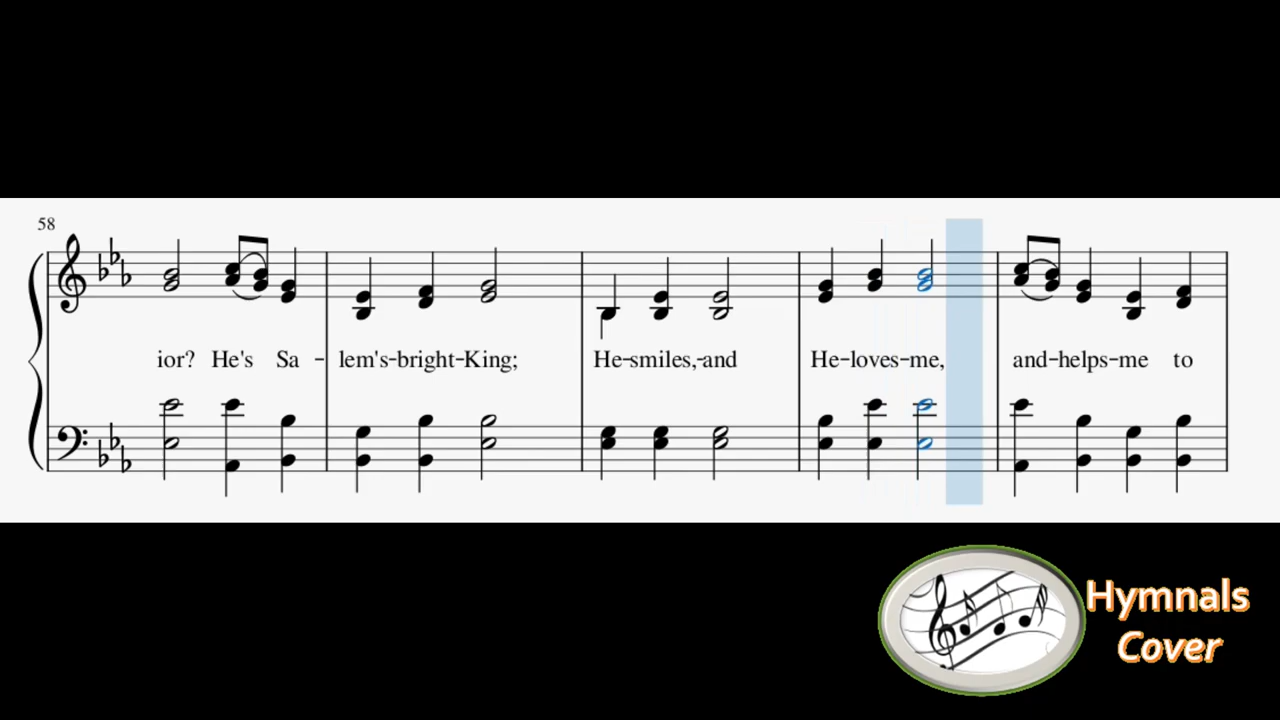 58
ior? He's Sa - lem's-bright-King; He-smiles,-and He-loves-me, and-helps-me to
Hymnals
Cover